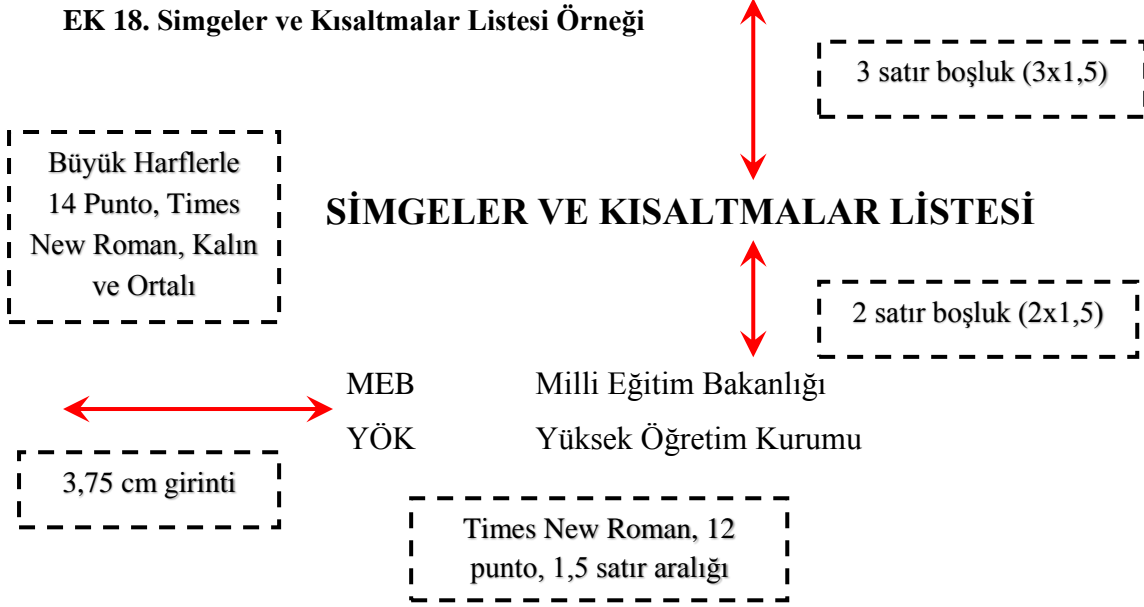 EK 18. Simgeler ve Kısaltmalar Listesi Örneği
3 satır boşluk (3x1,5)
Büyük Harflerle
14 Punto, Times
New Roman, Kalın
ve Ortalı
SİMGELER VE KISALTMALAR LİSTESİ
2 satır boşluk (2x1,5)
MEB Milli Eğitim Bakanlığı
YÖK Yüksek Öğretim Kurumu
3,75 cm girinti
Times New Roman, 12
punto, 1,5 satır aralığı